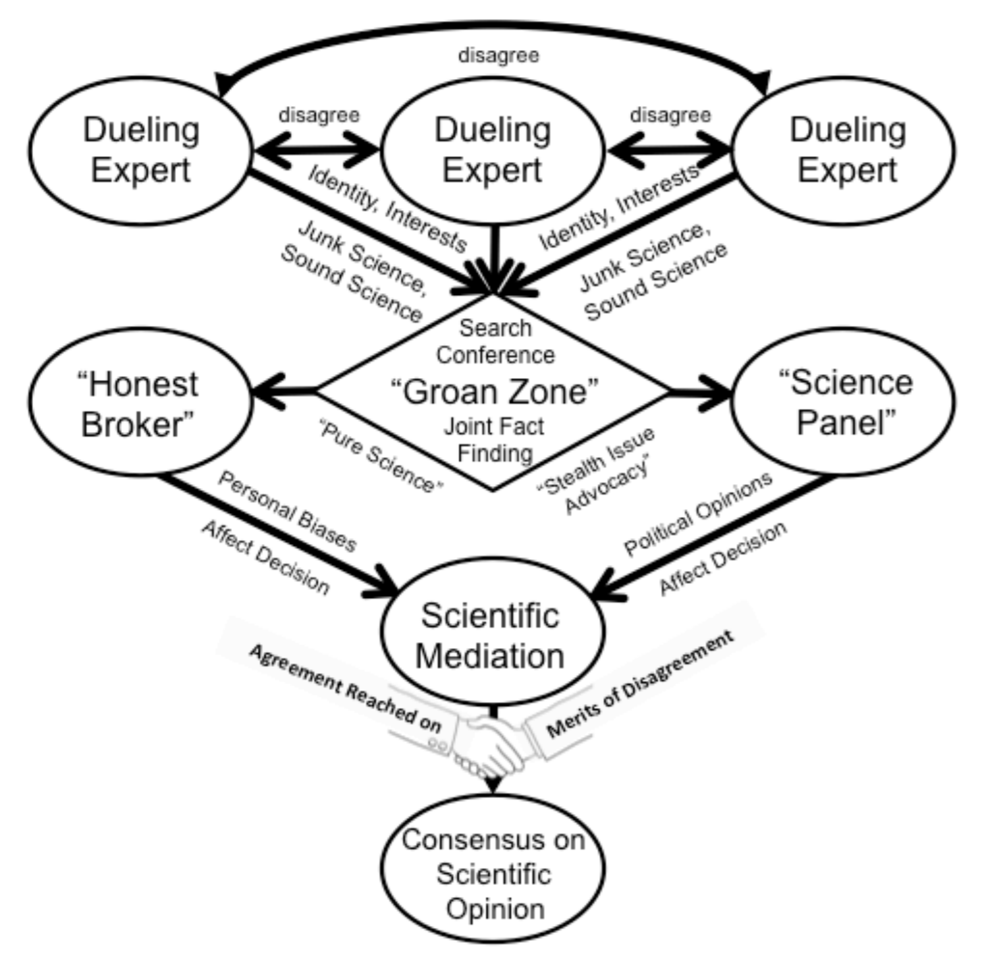 disagree
disagree
disagree
Dueling
Expert
Dueling
Expert
Dueling
Expert
Identity, Interests
Junk Science,
Sound Science
Identity, Interests
Junk Science,
Sound Science
Search
Conference
“Groan Zone”
Joint Fact
Finding
“Honest
Broker”
“Science
Panel”
“Pure Science”
“Stealth Issue
Advocacy”
Personal Biases
Affect Decision
Political Opinions
Affect Decision
Scientific
Mediation
Agreement Reached on
Merits of Disagreement
Consensus on
Scientific
Opinion